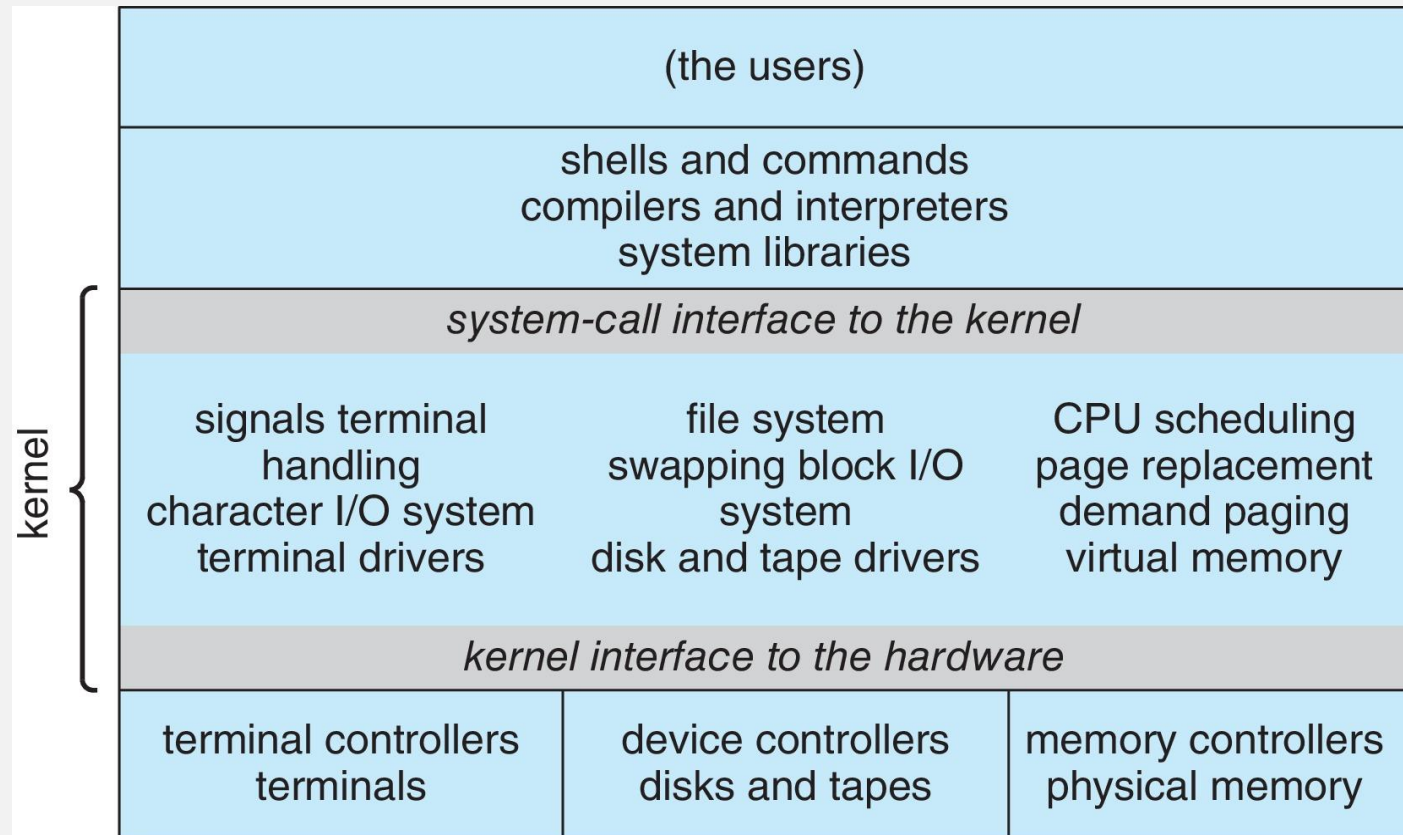 (the users)
shells and commands
compilers and interpreters
system libraries
system-call interface to the kernel
kernel
signals terminal
handling
character I/O system
terminal drivers
file system
swapping block I/O
system
disk and tape drivers
CPU scheduling
page replacement
demand paging
virtual memory
kernel interface to the hardware
terminal controllers
terminals
device controllers
disks and tapes
memory controllers
physical memory